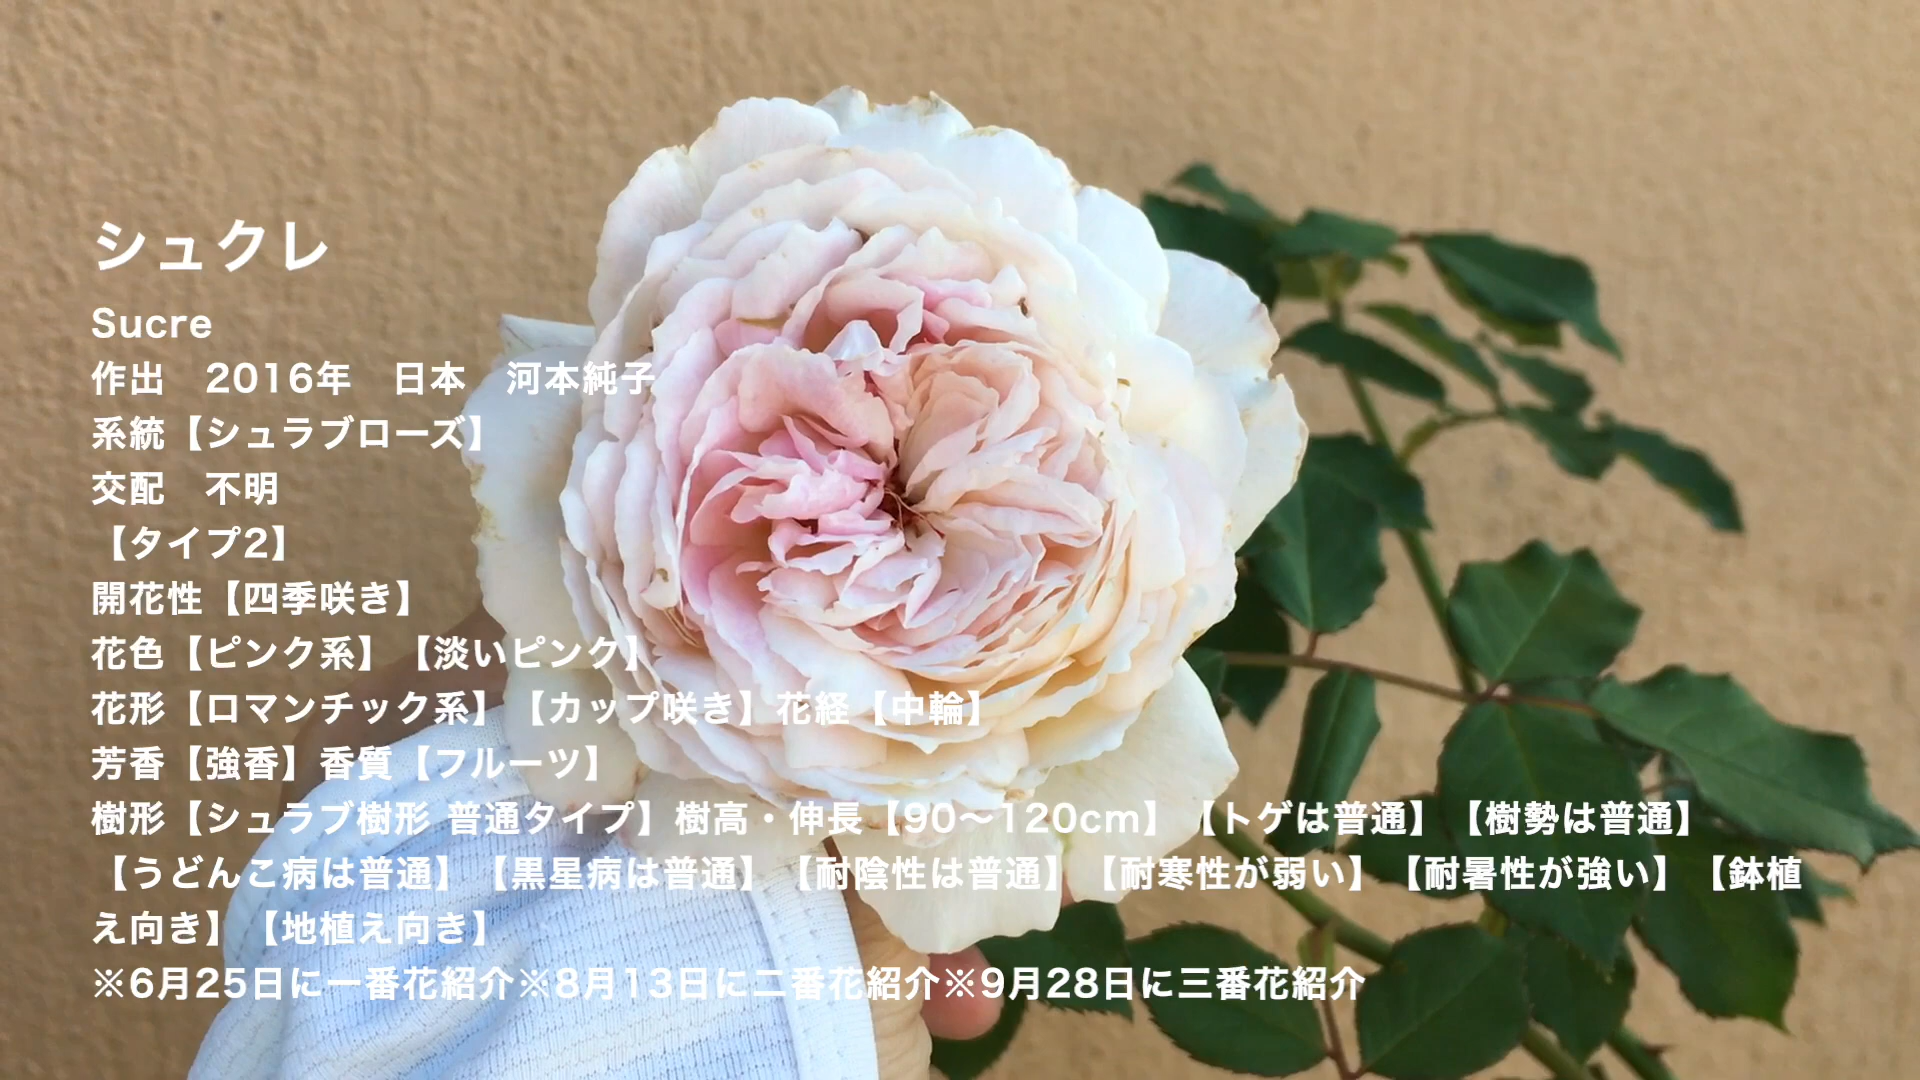 シュクレ
Sucre
作出　2016年　日本　河本純子
系統【シュラブローズ】
交配　不明
【タイプ2】
開花性【四季咲き】
花色【ピンク系】【淡いピンク】
花形【ロマンチック系】【カップ咲き】花経【中輪】
芳香【強香】香質【フルーツ】
樹形【シュラブ樹形 普通タイプ】樹高・伸長【90〜120cm】【トゲは普通】【樹勢は普通】
【うどんこ病は普通】【黒星病は普通】【耐陰性は普通】【耐寒性が弱い】【耐暑性が強い】【鉢植
え向き】【地植え向き】
※6月25日に一番花紹介※8月13日に二番花紹介※9月28日に三番花紹介